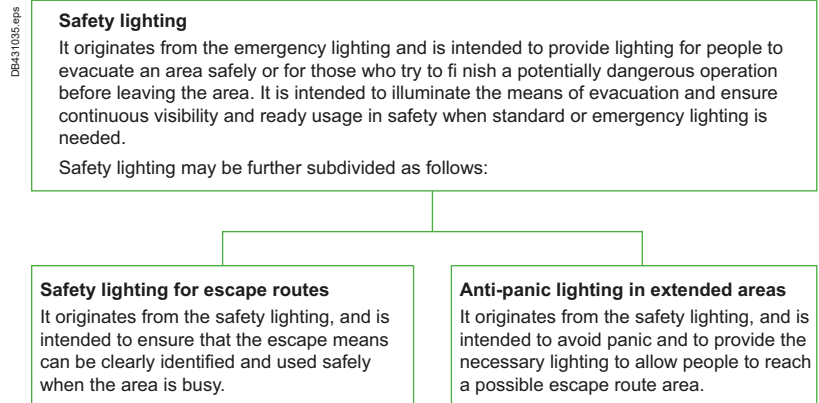 DB431035.eps
Safety lighting
It originates from the emergency lighting and is intended to provide lighting for people to
evacuate an area safely or for those who try to fi nish a potentially dangerous operation
before leaving the area. It is intended to illuminate the means of evacuation and ensure
continuous visibility and ready usage in safety when standard or emergency lighting is
needed.
Safety lighting may be further subdivided as follows:
Safety lighting for escape routes
It originates from the safety lighting, and is
intended to ensure that the escape means
can be clearly identified and used safely
when the area is busy.
Anti-panic lighting in extended areas
It originates from the safety lighting, and is
intended to avoid panic and to provide the
necessary lighting to allow people to reach
a possible escape route area.